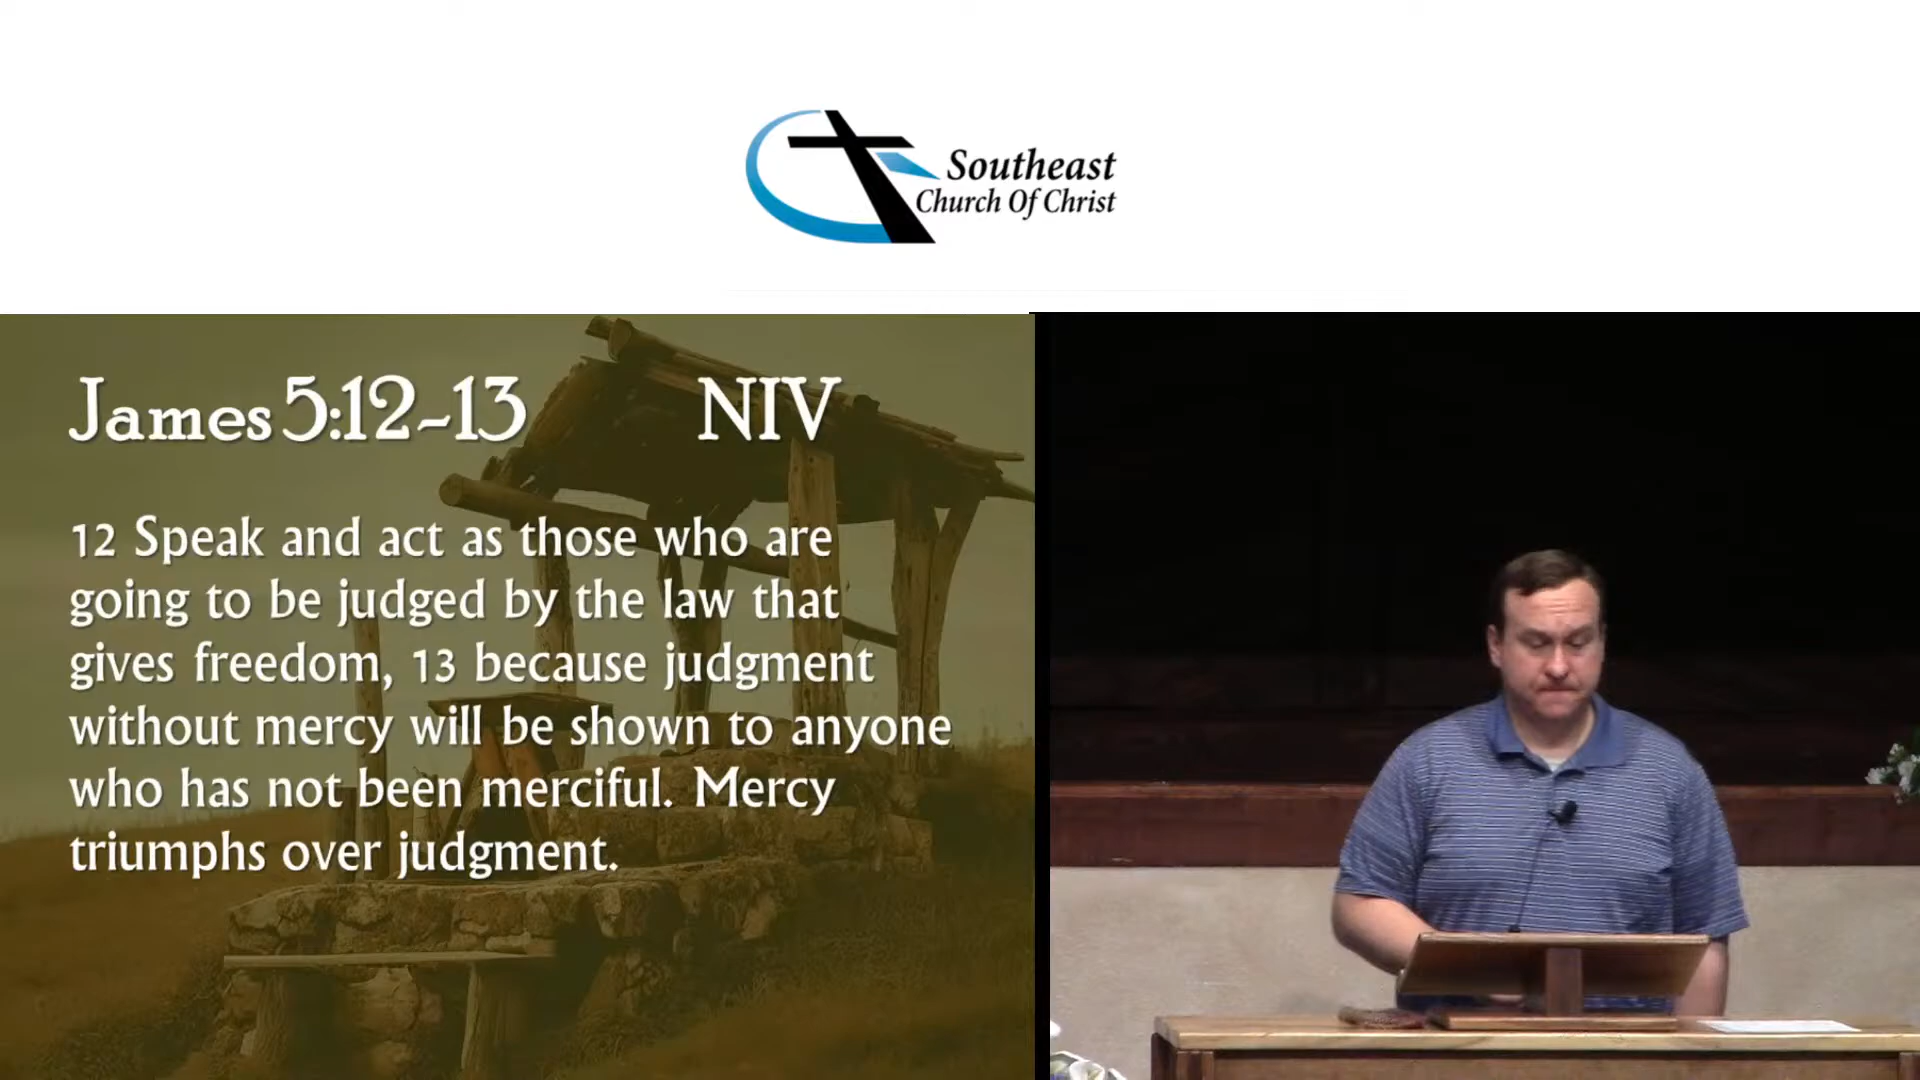 Southeast
Church Of Christ
James 5:12-13 NIV
12 Speak and act as those who are
going to be judged by the law that
gives freedom, 13 because judgment
without mercy will be shown to anyone
who has not been merciful. Mercy
triumphs over judgment.